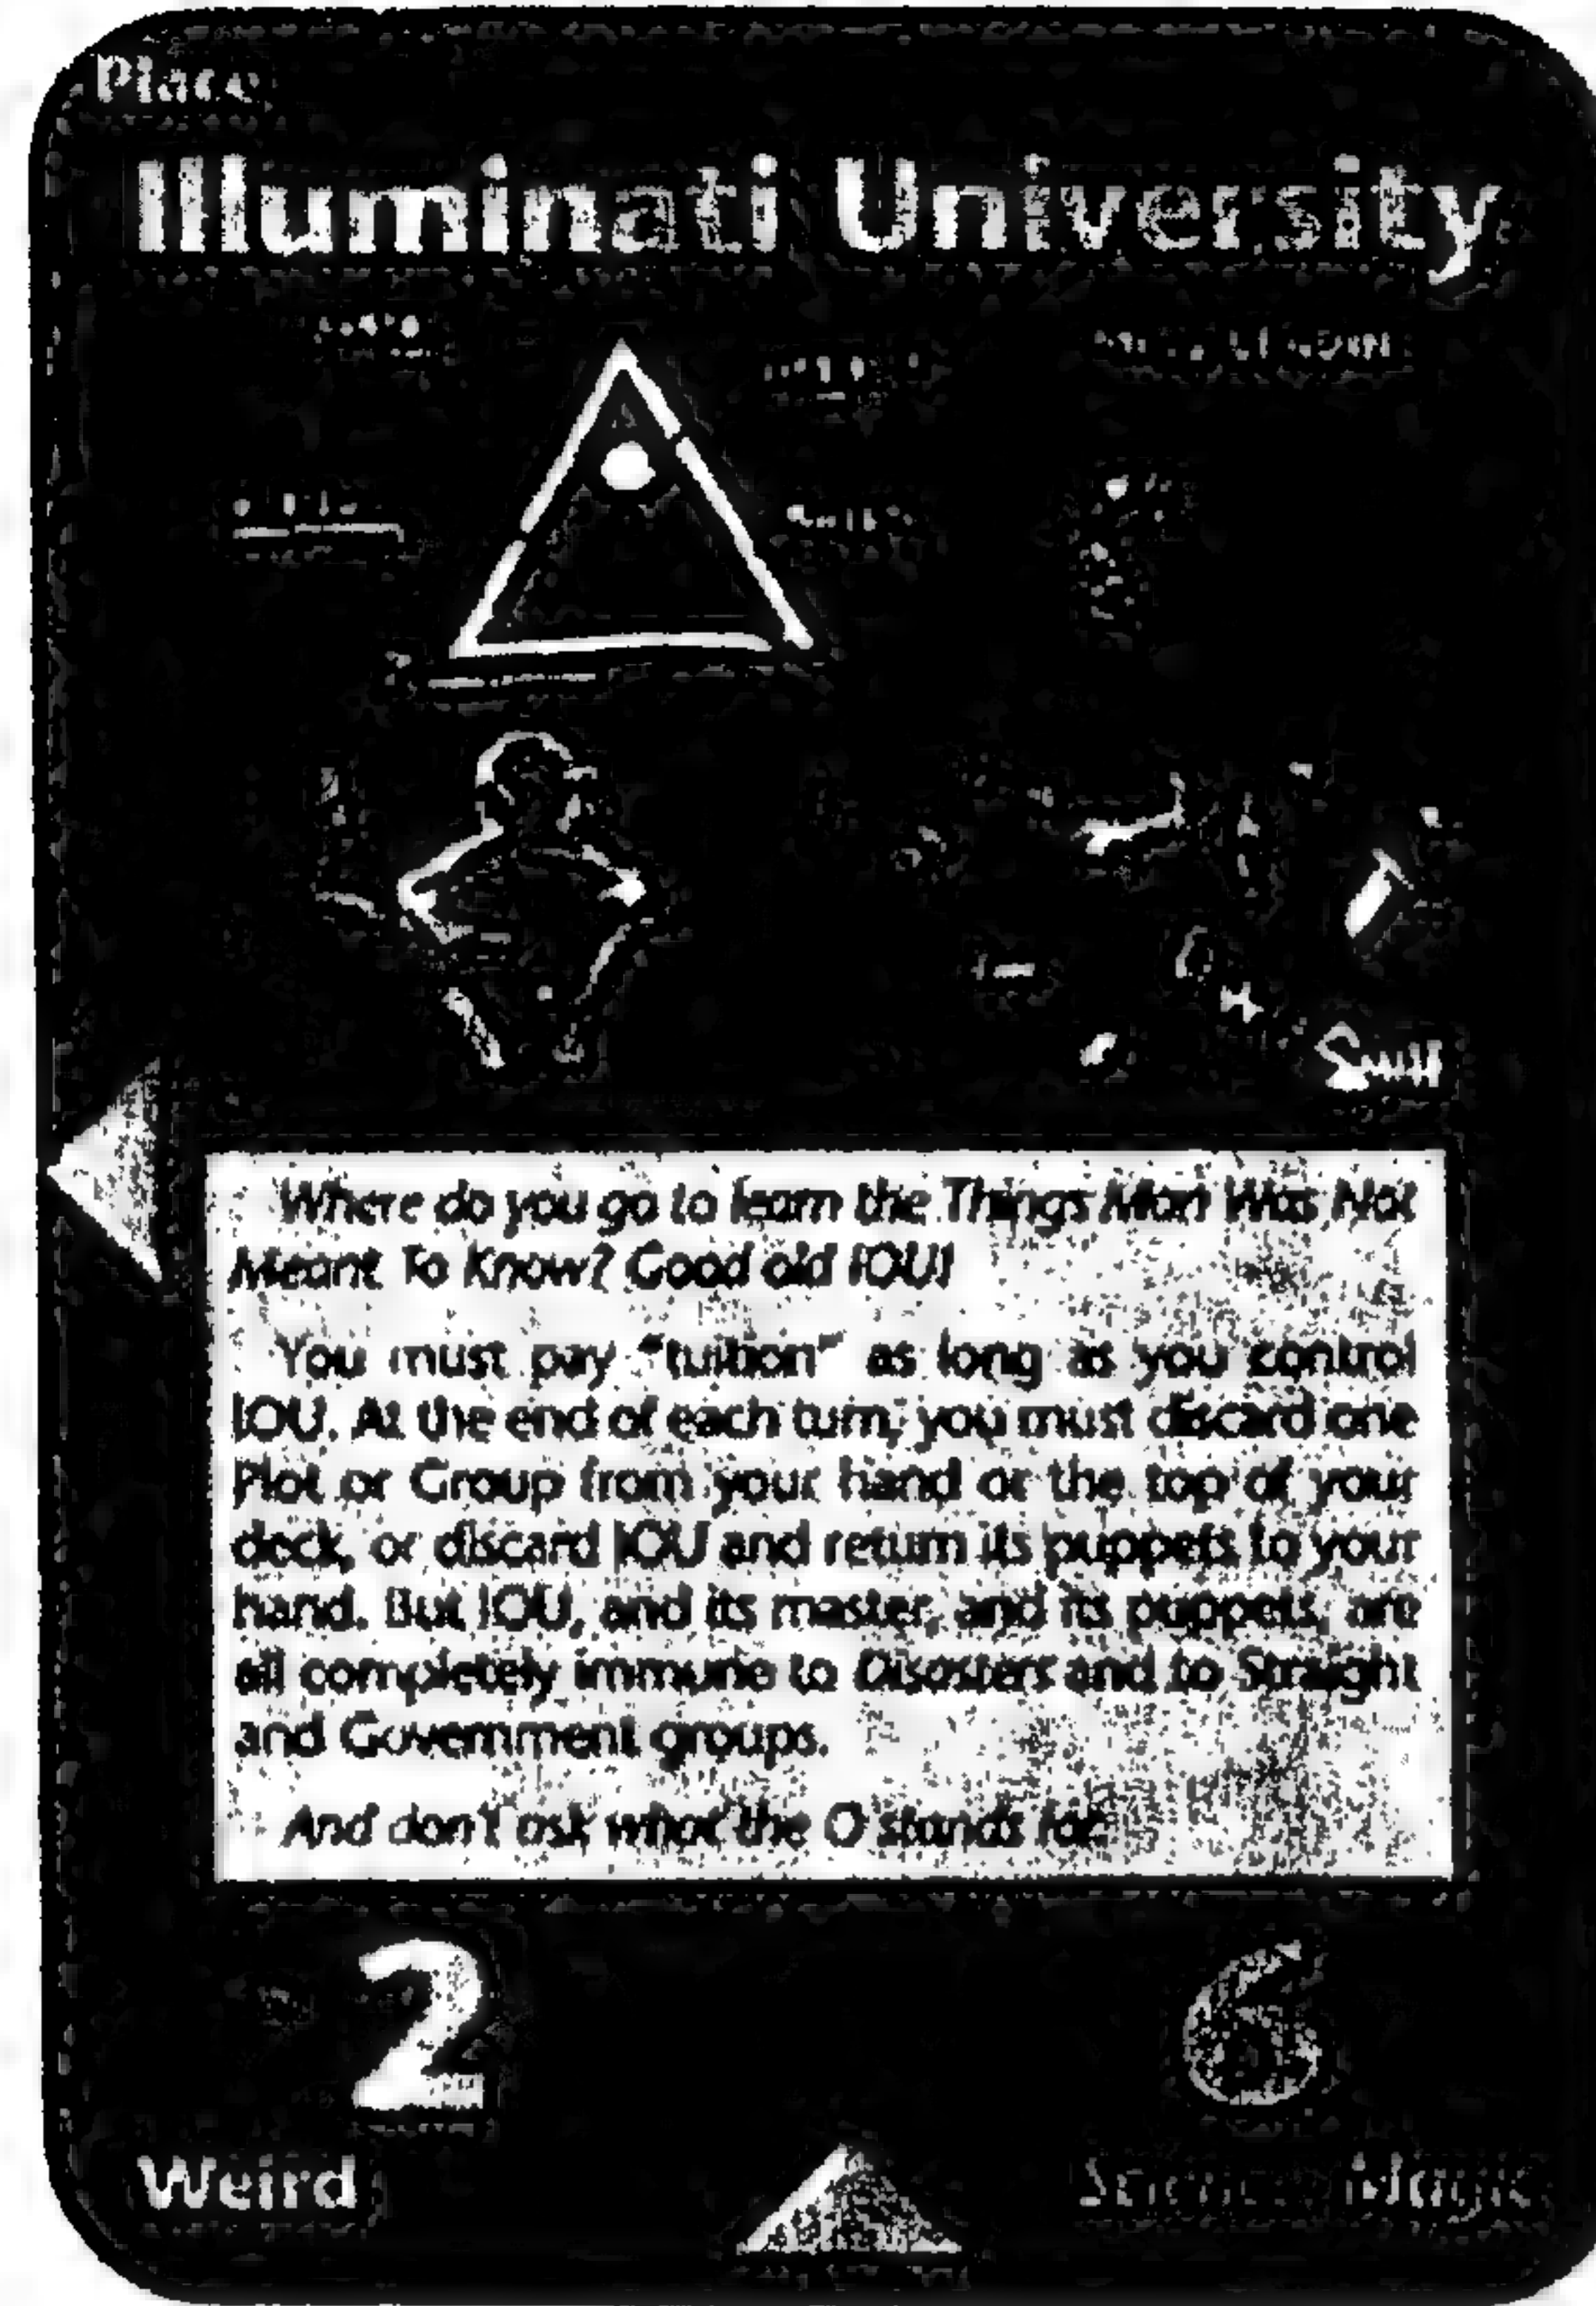 Place
Illuminati University
Where do you go to learn the Things Man Was Not
Meant To Know? Good old IOU!
You must pay "tuition" as long as you control
IOU. At the end of each turn, you must discard one
Plot or Group from your hand or the top of your
deck, or discard IOU and return its puppets to your
hand. But IOU, and its master, and its puppets, are
all completely immune to Disasters and to Straight
and Government groups.
And don't ask what the O stands for.
2
6
Weird
Science Magic